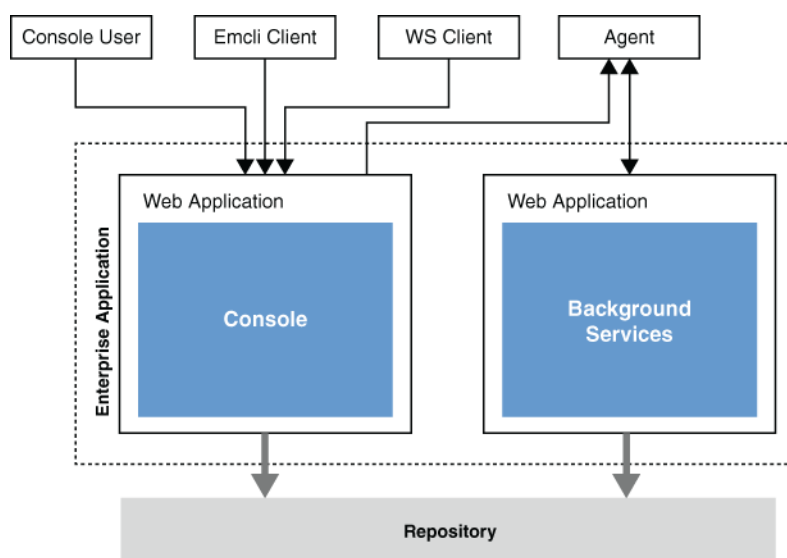 Console User
Emcli Client
WS Client
Agent
Enterprise Application
Web Application
Console
Web Application
Background
Services
Repository